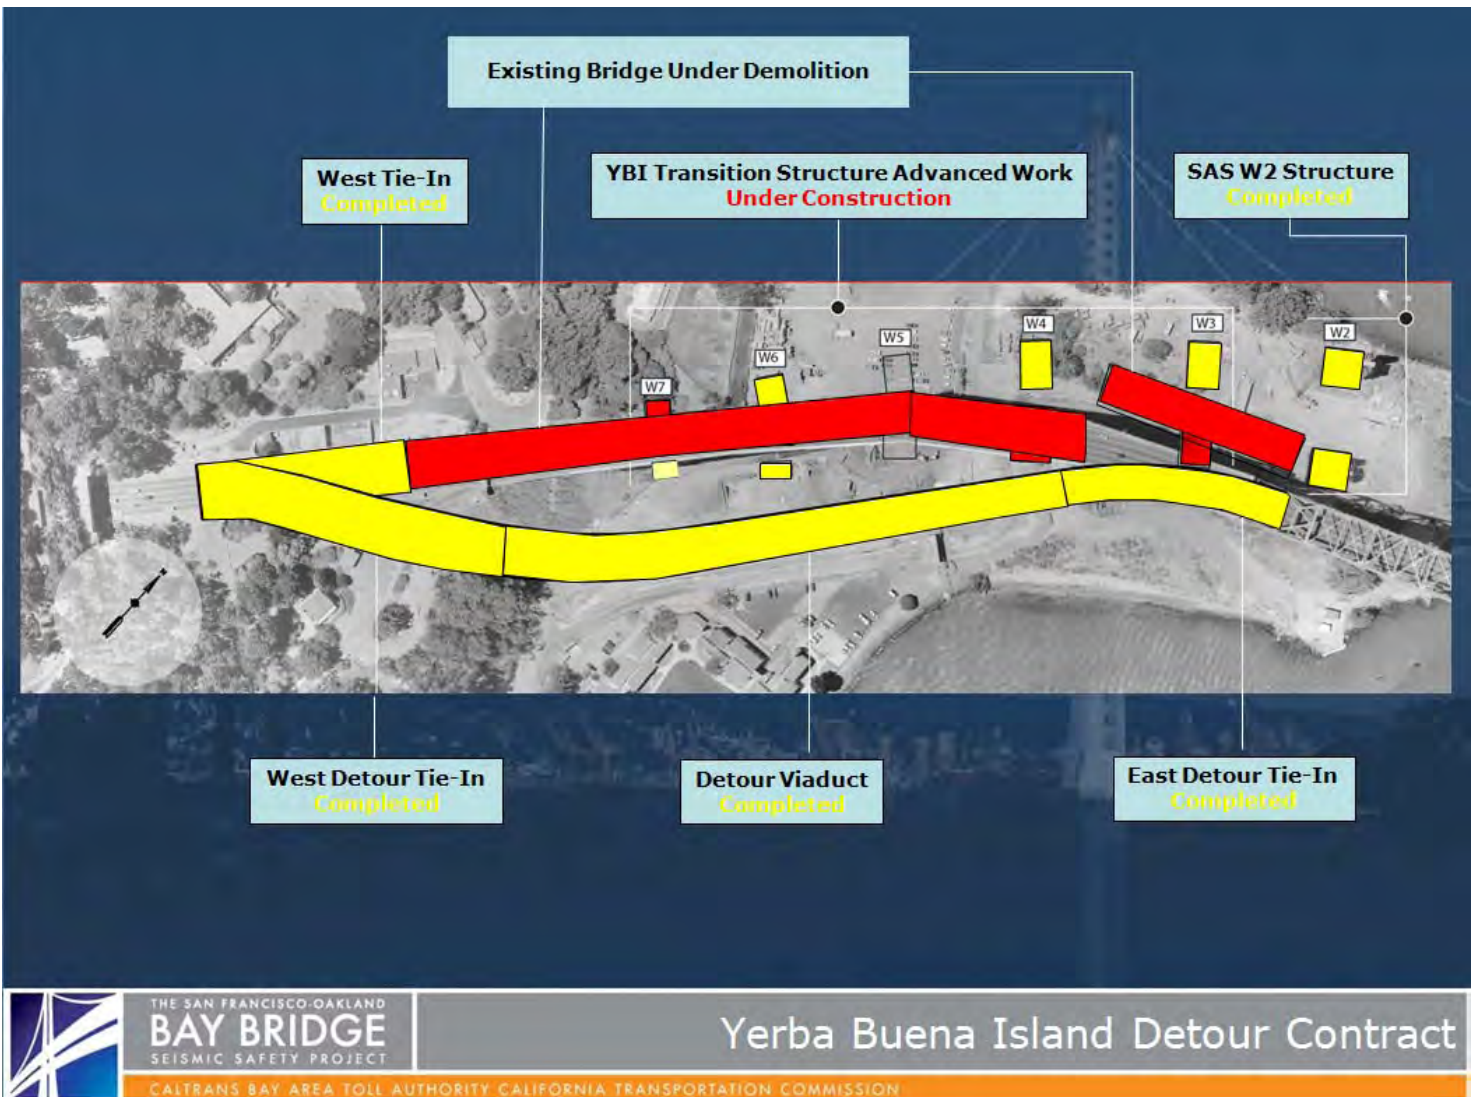 Existing Bridge Under Demolition
West Tie-In
Completed
YBI Transition Structure Advanced Work
Under Construction
SAS W2 Structure
Completed
W7
W6
W5
W4
W3
W2
West Detour Tie-In
Completed
Detour Viaduct
Completed
East Detour Tie-In
Completed
THE SAN FRANCISCO-OAKLAND
BAY BRIDGE
SEISMIC SAFETY PROJECT
Yerba Buena Island Detour Contract
CALTRANS BAY AREA TOLL AUTHORITY CALIFORNIA TRANSPORTATION COMMISSION